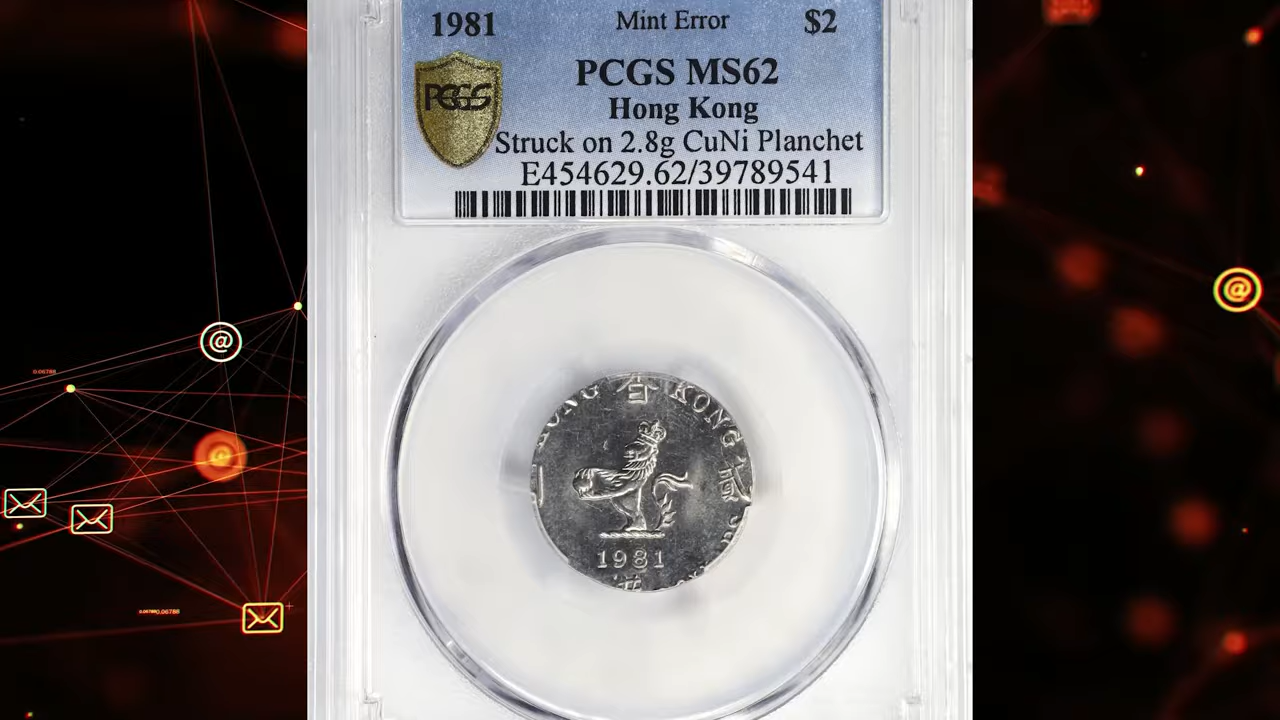 1981 Mint Error $2
PCGS MS62
PCGS
Hong Kong
Struck on 2.8g CuNi Planchet
E454629.62/39789541
香
KONG
貳
1981
@
@
@